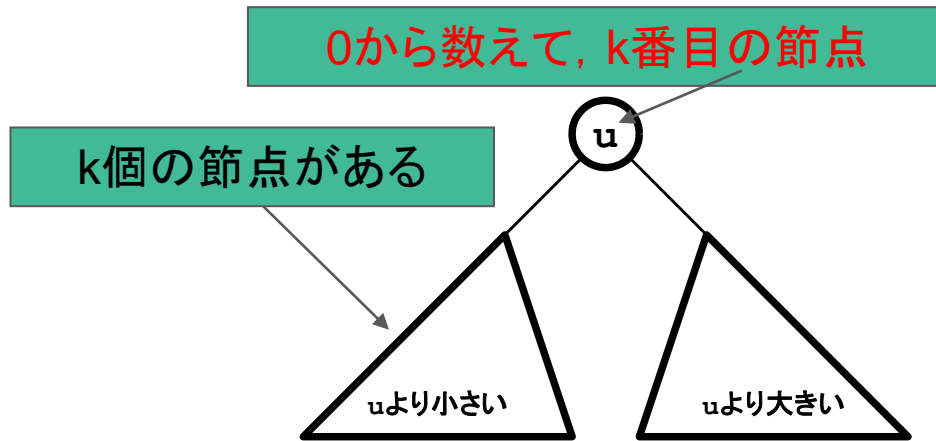 0から数えて, k番目の節点
u
k個の節点がある
uより小さい
uより大きい